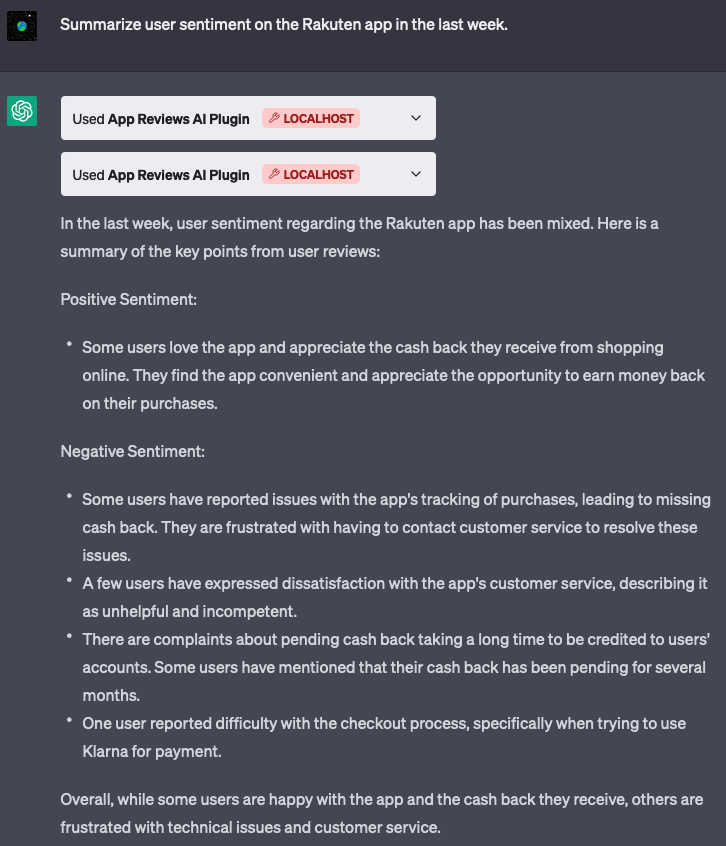 Summarize user sentiment on the Rakuten app in the last week.
Used App Reviews AI Plugin LOCALHOST
Used App Reviews AI Plugin LOCALHOST
In the last week, user sentiment regarding the Rakuten app has been mixed. Here is a
summary of the key points from user reviews:
Positive Sentiment:
• Some users love the app and appreciate the cash back they receive from shopping
online. They find the app convenient and appreciate the opportunity to earn money back
on their purchases.
Negative Sentiment:
• Some users have reported issues with the app's tracking of purchases, leading to missing
cash back. They are frustrated with having to contact customer service to resolve these
issues.
• A few users have expressed dissatisfaction with the app's customer service, describing it
as unhelpful and incompetent.
• There are complaints about pending cash back taking a long time to be credited to users'
accounts. Some users have mentioned that their cash back has been pending for several
months.
• One user reported difficulty with the checkout process, specifically when trying to use
Klarna for payment.
Overall, while some users are happy with the app and the cash back they receive, others are
frustrated with technical issues and customer service.